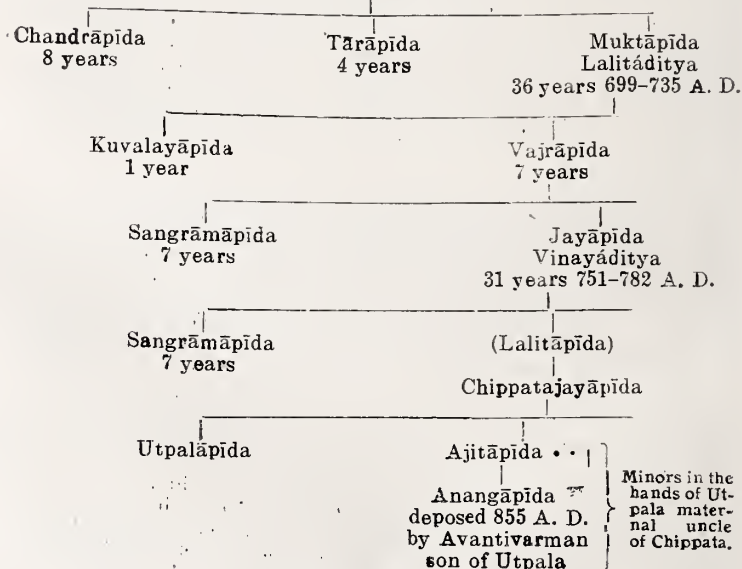 Chandrāpīda Tārāpīda Muktāpīda
8 years 4 years Lalitáditya
36 years 699-735 A. D.
Kuvalayāpīda Vajrāpīda
1 year 7 years
Sangrāmāpīda Jayāpīda
7 years Vinayáditya
31 years 751-782 A. D.
Sangrāmāpīda (Lalitāpīda)
7 years
Chippatajayāpīda
Utpalāpīda Ajitāpīda
Anangāpīda
deposed 855 A. D.
by Avantivarman
son of Utpala
Minors in the
hands of Ut-
pala mater-
nal uncle
of Chippata.